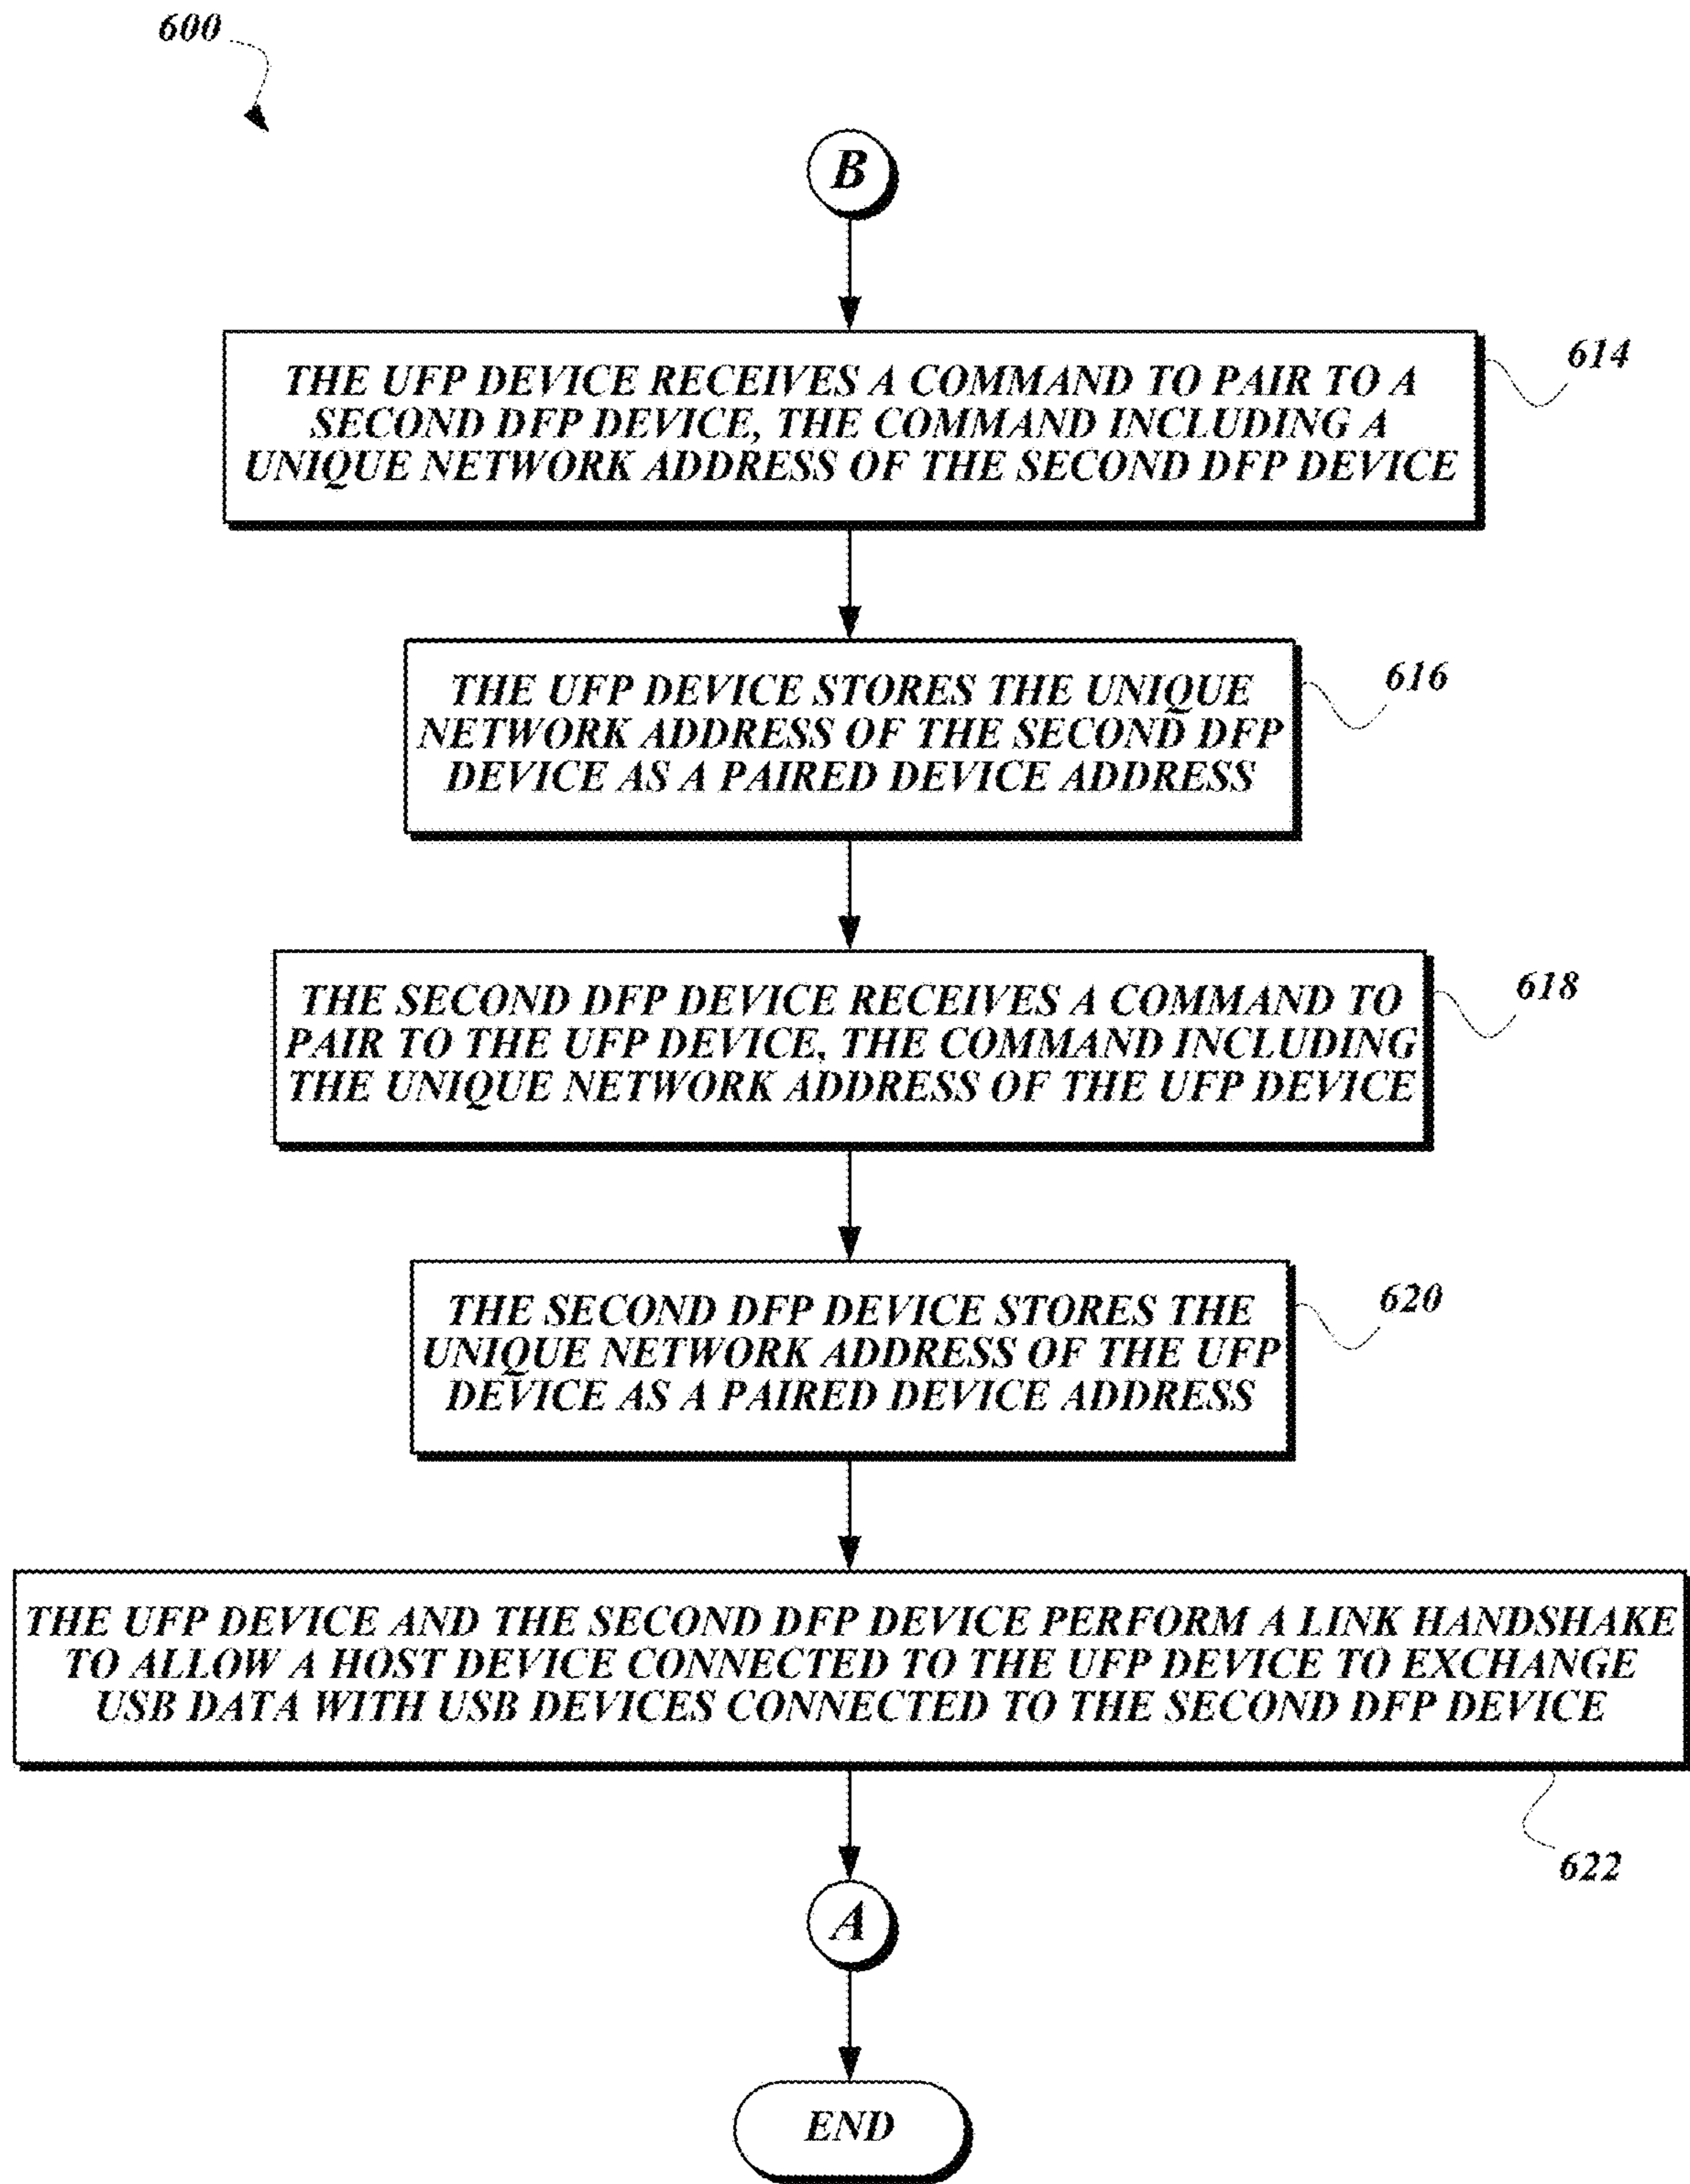 600
B
THE UFP DEVICE RECEIVES A COMMAND TO PAIR TO A
SECOND DFP DEVICE, THE COMMAND INCLUDING A
UNIQUE NETWORK ADDRESS OF THE SECOND DFP DEVICE
614
THE UFP DEVICE STORES THE UNIQUE
NETWORK ADDRESS OF THE SECOND DFP
DEVICE AS A PAIRED DEVICE ADDRESS
616
THE SECOND DFP DEVICE RECEIVES A COMMAND TO
PAIR TO THE UFP DEVICE, THE COMMAND INCLUDING
THE UNIQUE NETWORK ADDRESS OF THE UFP DEVICE
618
THE SECOND DFP DEVICE STORES THE
UNIQUE NETWORK ADDRESS OF THE UFP
DEVICE AS A PAIRED DEVICE ADDRESS
620
THE UFP DEVICE AND THE SECOND DFP DEVICE PERFORM A LINK HANDSHAKE
TO ALLOW A HOST DEVICE CONNECTED TO THE UFP DEVICE TO EXCHANGE
USB DATA WITH USB DEVICES CONNECTED TO THE SECOND DFP DEVICE
622
A
END